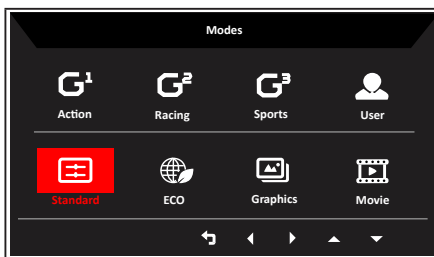 Modes
G¹ G² G³
Action Racing Sports User
Standard ECO Graphics Movie